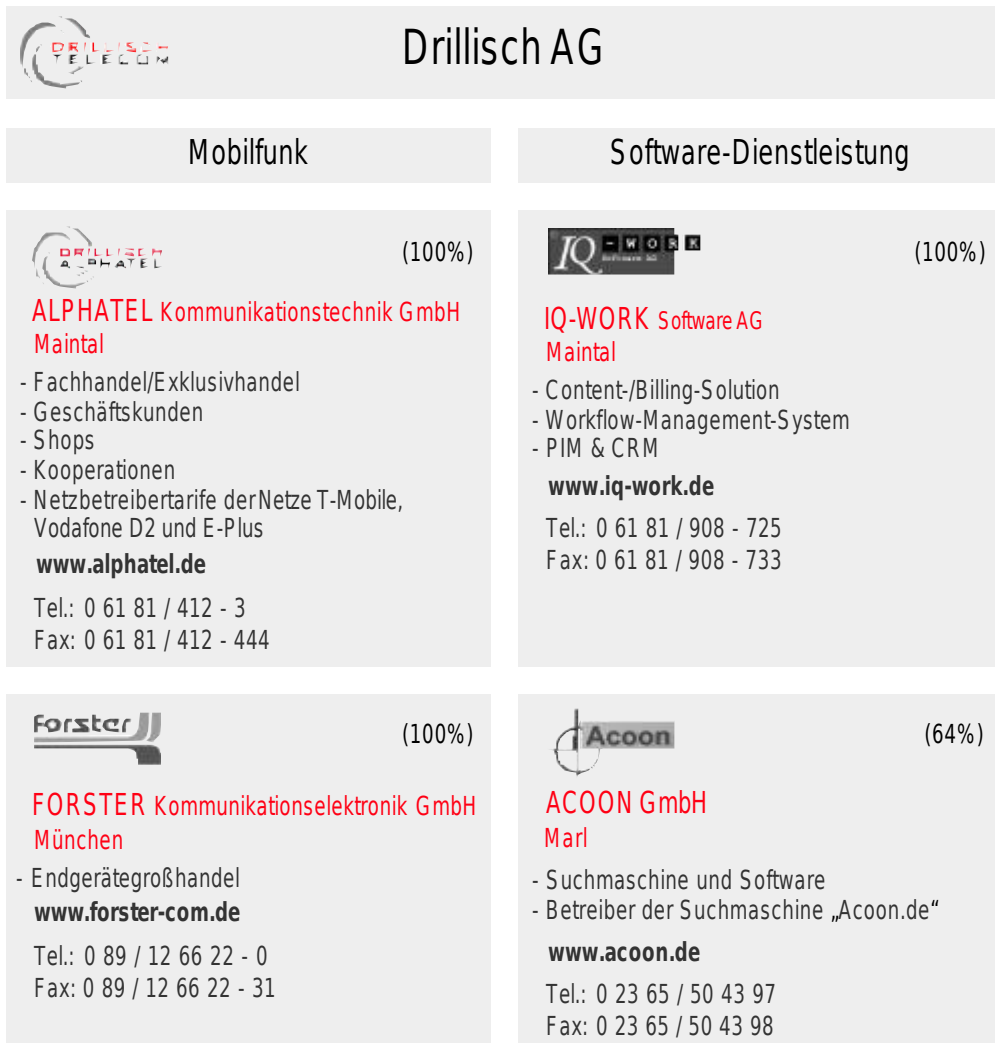 DRILLISCH
TELECOM
Drillisch AG
Mobilfunk
Software-Dienstleistung
DRILLISCH
ALPHATEL
(100%)
ALPHATEL Kommunikationstechnik GmbH
Maintal
- Fachhandel/Exklusivhandel
- Geschäftskunden
- Shops
- Kooperationen
- Netzbetreibertarife der Netze T-Mobile,
Vodafone D2 und E-Plus
www.alphatel.de
Tel.: 0 61 81 / 412 - 3
Fax: 0 61 81 / 412 - 444
IQ-WORK
Software AG
(100%)
IQ-WORK Software AG
Maintal
- Content-/Billing-Solution
- Workflow-Management-System
- PIM & CRM
www.iq-work.de
Tel.: 0 61 81 / 908 - 725
Fax: 0 61 81 / 908 - 733
Forster
(100%)
FORSTER Kommunikationselektronik GmbH
München
- Endgerätegroßhandel
www.forster-com.de
Tel.: 0 89 / 12 66 22 - 0
Fax: 0 89 / 12 66 22 - 31
Acoon
(64%)
ACOON GmbH
Marl
- Suchmaschine und Software
- Betreiber der Suchmaschine „Acoon.de“
www.acoon.de
Tel.: 0 23 65 / 50 43 97
Fax: 0 23 65 / 50 43 98